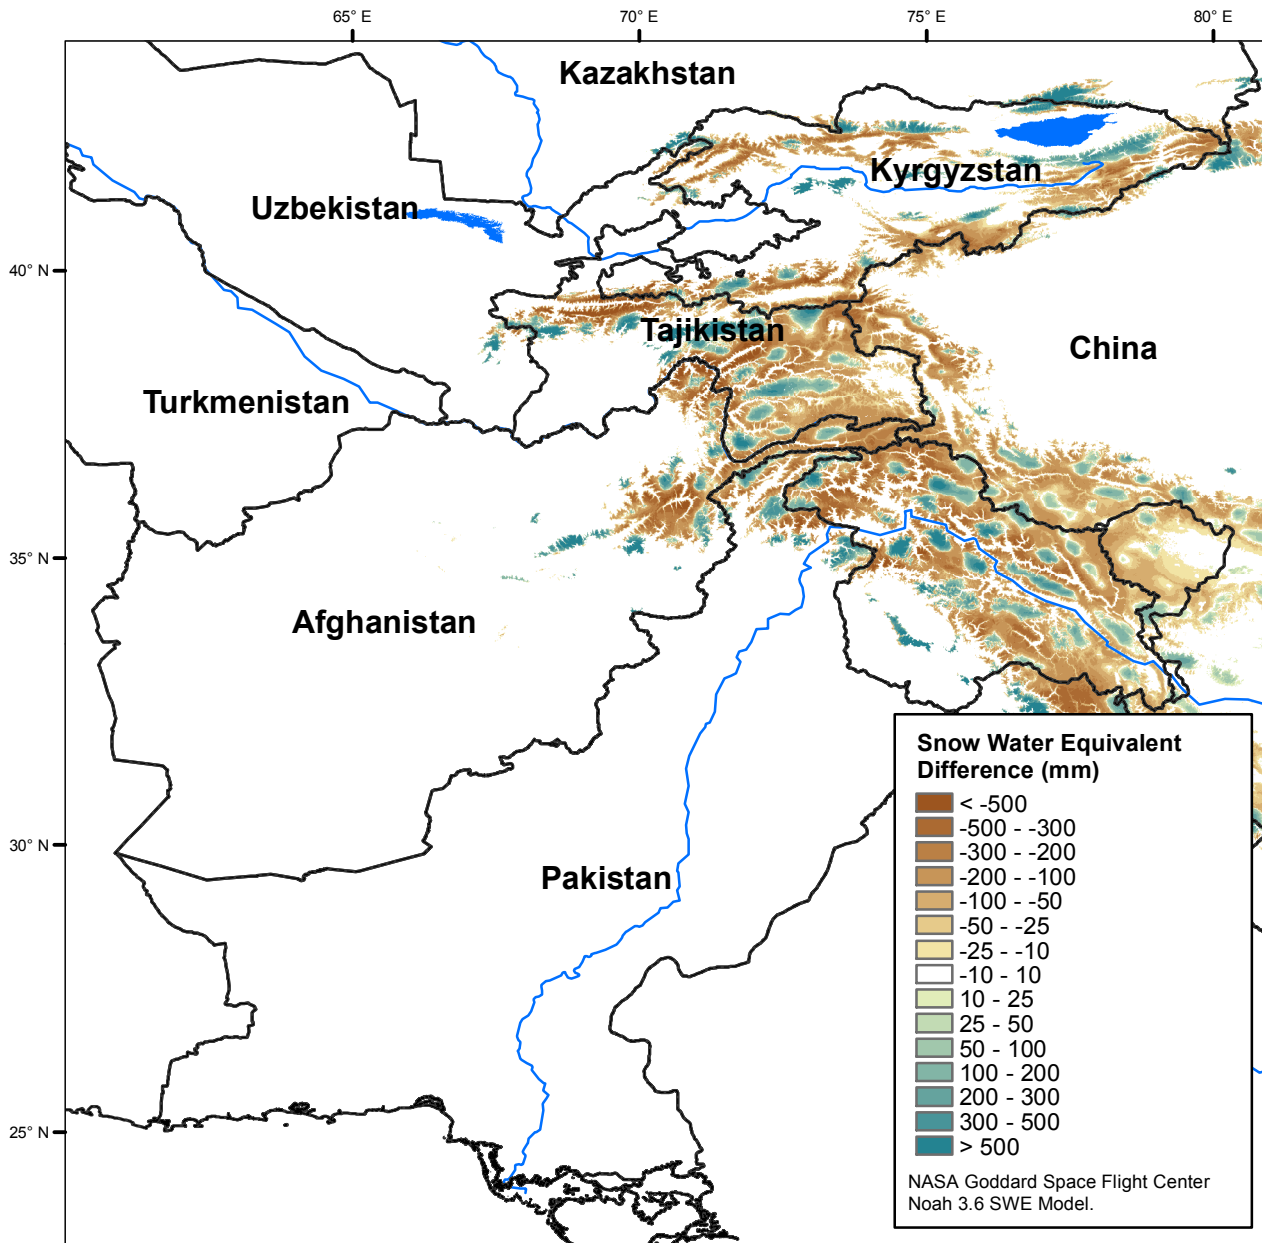 65° E
70° E
75° E
80° E
Kazakhstan
Kyrgyzstan
Uzbekistan
40° N
Tajikistan
China
Turkmenistan
35° N
Afghanistan
Snow Water Equivalent
Difference (mm)
< -500
-500 - -300
-300 - -200
-200 - -100
-100 - -50
-50 - -25
-25 - -10
-10 - 10
10 - 25
25 - 50
50 - 100
100 - 200
200 - 300
300 - 500
> 500
NASA Goddard Space Flight Center
Noah 3.6 SWE Model.
30° N
Pakistan
25° N